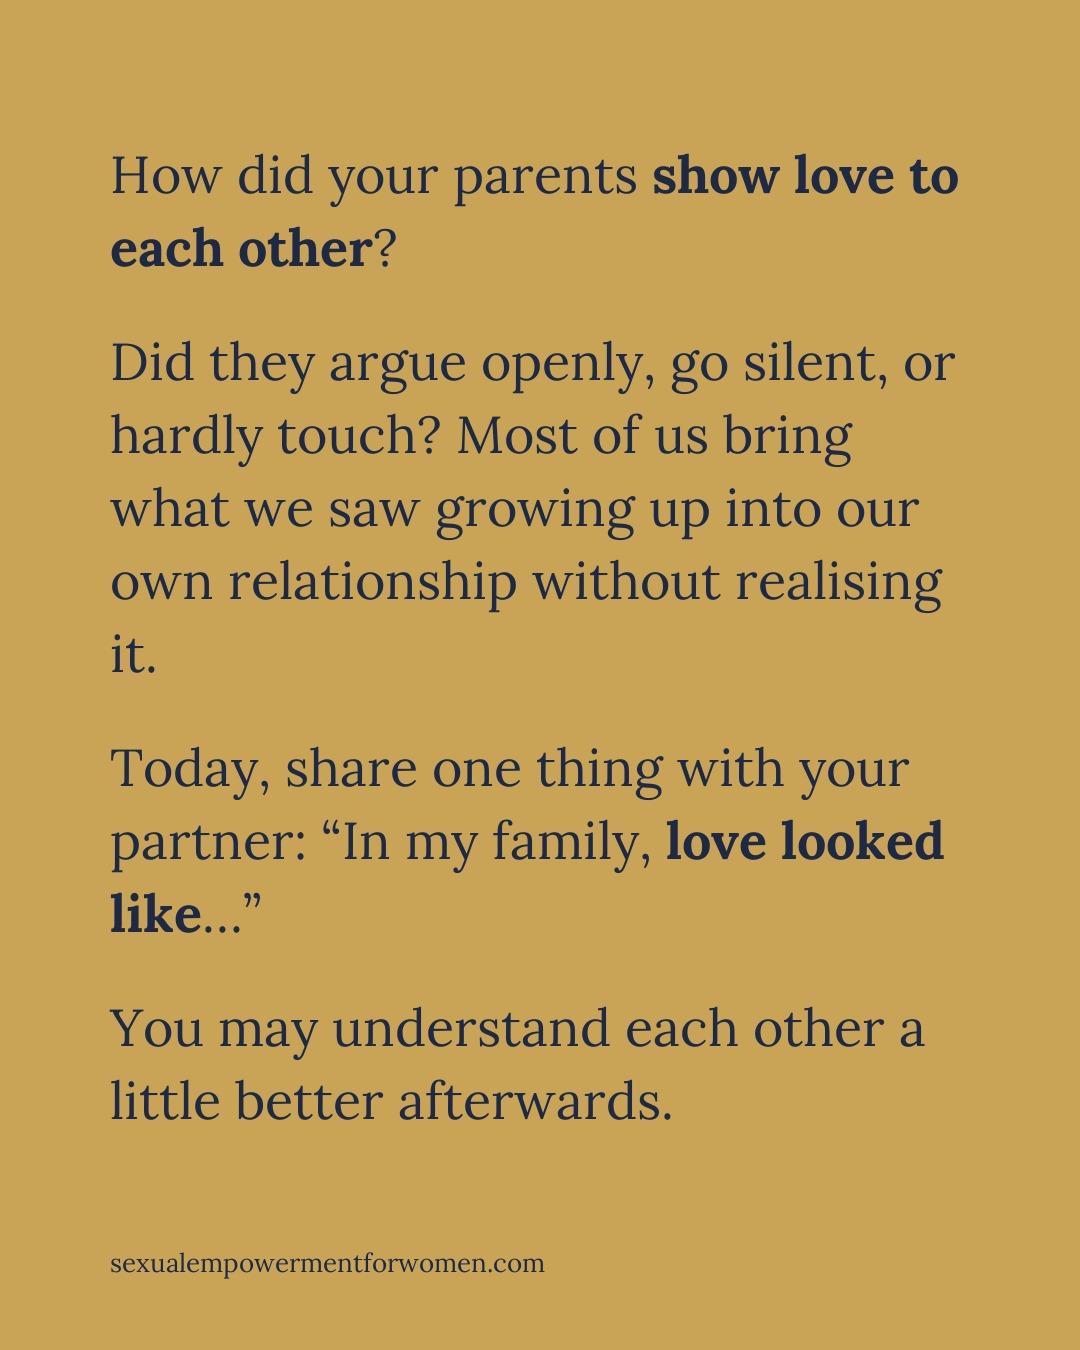 How did your parents show love to
each other?
Did they argue openly, go silent, or
hardly touch? Most of us bring
what we saw growing up into our
own relationship without realising
it.
Today, share one thing with your
partner: “In my family, love looked
like…”
You may understand each other a
little better afterwards.
sexualempowermentforwomen.com